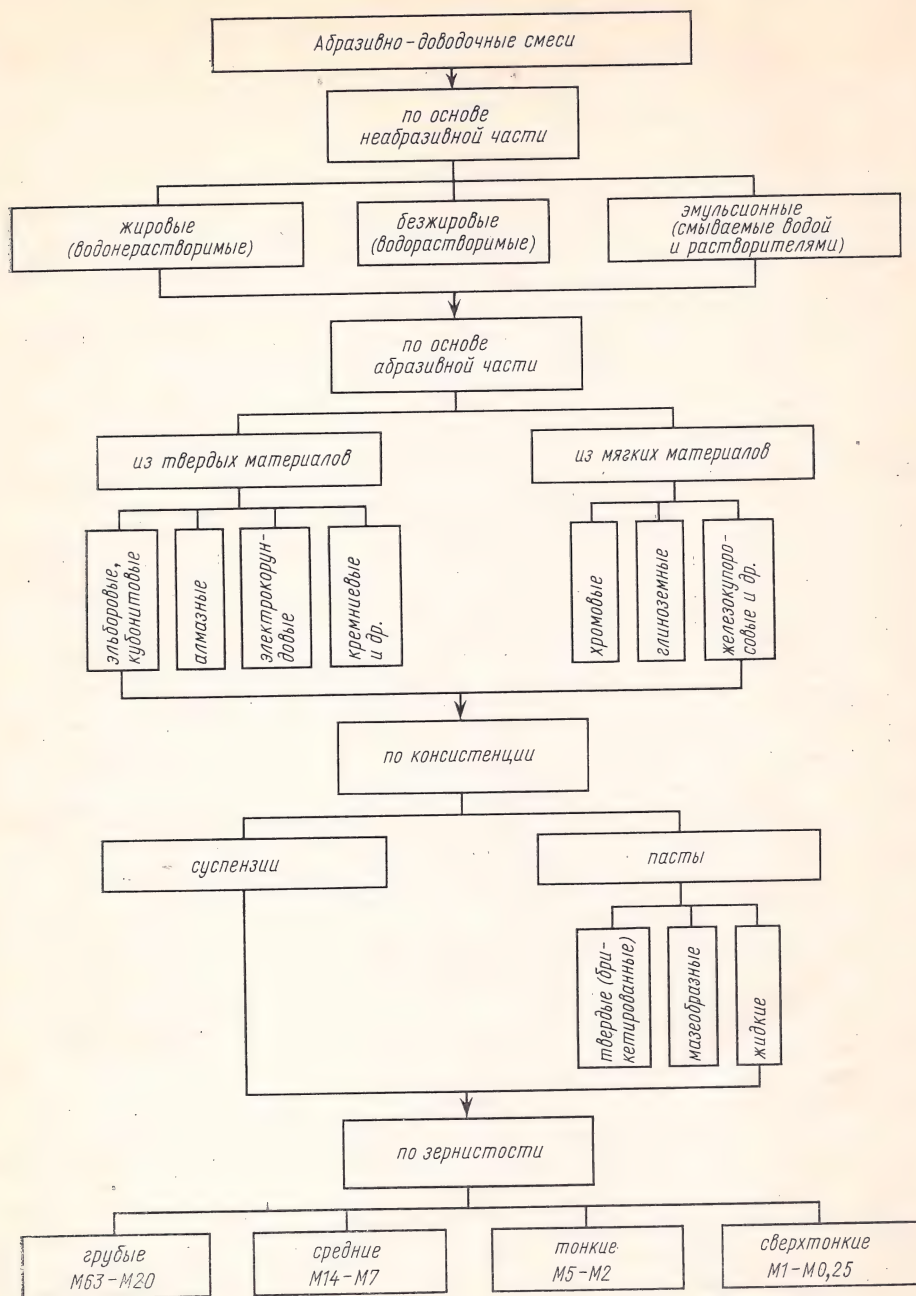 Абразивно-доводочные смеси
по основе
неабразивной части
жировые
(водонерастворимые)
безжировые
(водорастворимые)
эмульсионные
(смываемые водой
и растворителями)
по основе
абразивной части
из твердых материалов
из мягких материалов
эльборовые,
кубонитовые
алмазные
электрокорун-
довые
кремниевые
и др.
хромовые
глиноземные
железокупоро-
совые и др.
по консистенции
суспензии
пасты
твердые (бри-
кетированные)
мазеобразные
жидкие
по зернистости
грубые
М63-М20
средние
М14-М7
тонкие
М5-М2
сверхтонкие
М1-М0,25